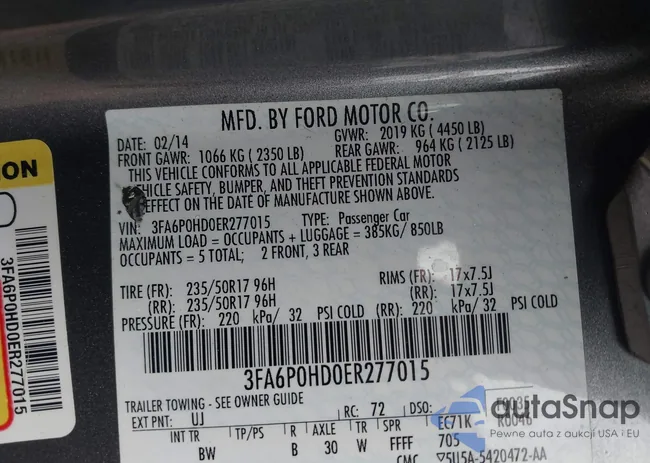 MFD. BY FORD MOTOR CO.
DATE: 02/14 GVWR: 2019 KG ( 4450 LB)
FRONT GAWR: 1066 KG ( 2350 LB) REAR GAWR: 964 KG ( 2125 LB)
THIS VEHICLE CONFORMS TO ALL APPLICABLE FEDERAL MOTOR
VEHICLE SAFETY, BUMPER, AND THEFT PREVENTION STANDARDS
EFFECT ON THE DATE OF MANUFACTURE SHOWN ABOVE.
VIN: 3FA6P0HD0ER277015 TYPE: Passenger Car
MAXIMUM LOAD = OCCUPANTS + LUGGAGE = 385KG/ 850LB
OCCUPANTS = 5 TOTAL; 2 FRONT, 3 REAR
TIRE (FR): 235/50R17 96H RIMS (FR): 17x7.5J
(RR): 235/50R17 96H (RR): 17x7.5J
PRESSURE (FR): 220 kPa/ 32 PSI COLD (RR): 220 kPa/ 32 PSI COLD
3FA6P0HD0ER277015
TRAILER TOWING - SEE OWNER GUIDE
EXT PNT: UJ RC: 72 DSO:
INT TR TP/PS R AXLE TR SPR EC71K
BW B 30 W FFFF 705
5U5A-5420472-AA
ION
3FA6P0HD0ER277015
autoSnap
Pewne auta z aukcji USA i EU